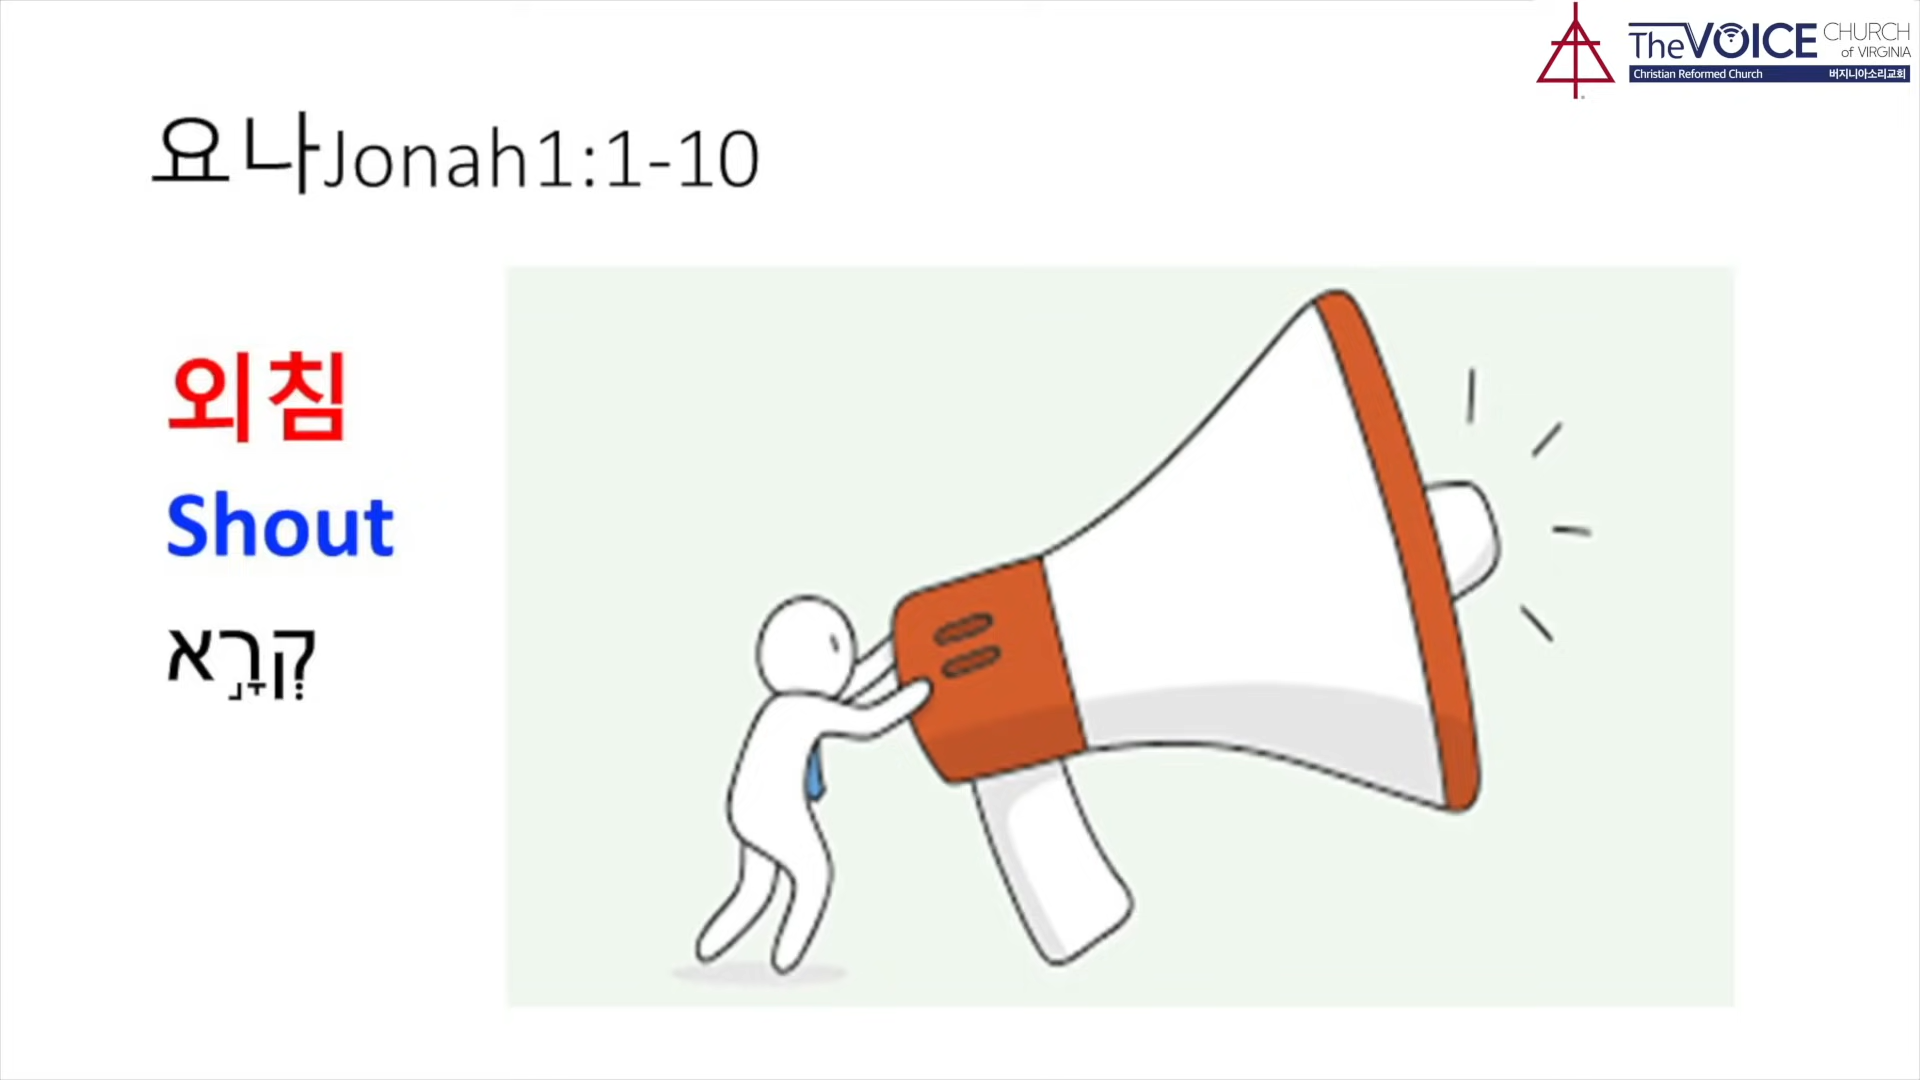 TheVOICE CHURCH
of VIRGINIA
Christian Reformed Church 버지니아소리교회
요나Jonah1:1-10
외침
Shout
קְרָ֥א